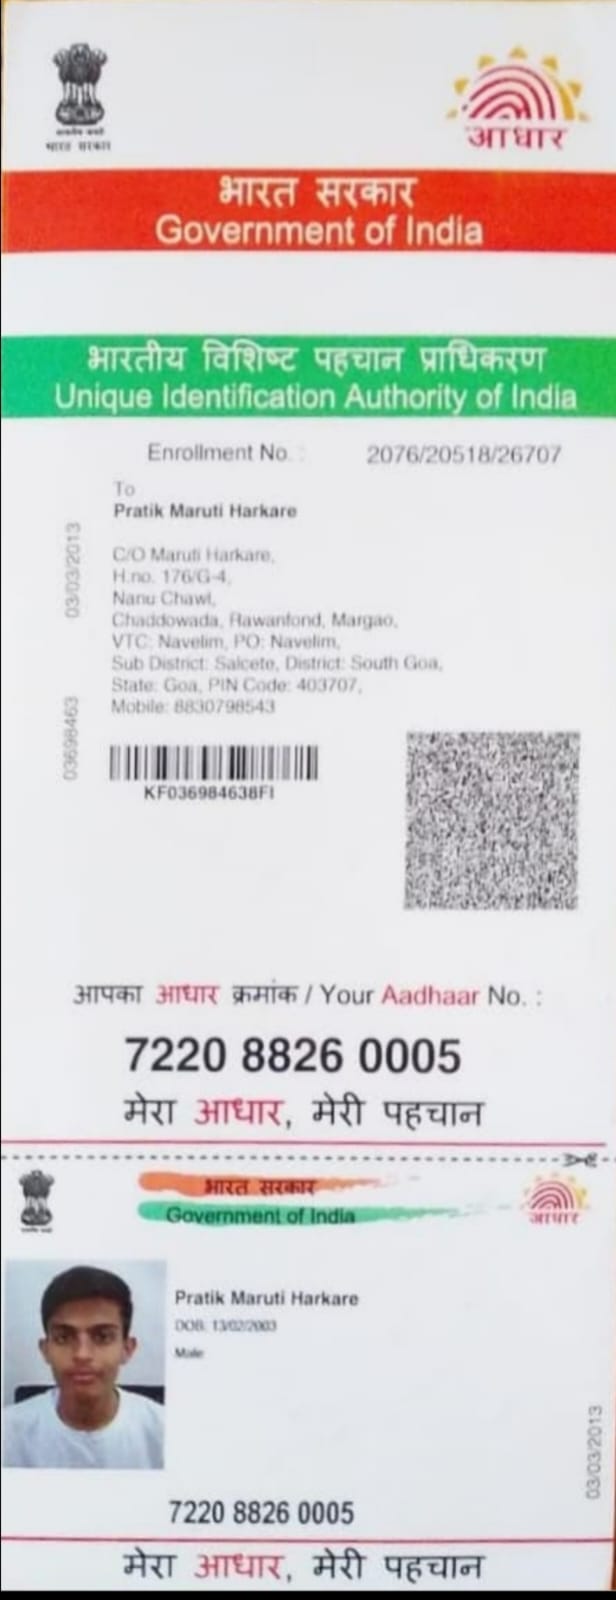 भारत सरकार
आधार
भारत सरकार
Government of India
भारतीय विशिष्ट पहचान प्राधिकरण
Unique Identification Authority of India
Enrollment No. : 2076/20518/26707
To
Pratik Maruti Harkare
C/O Maruti Harkare,
H.no. 176/G-4,
Nanu Chawl,
Chaddowada, Rawanfond, Margao,
VTC: Navelim, PO: Navelim,
Sub District: Salcete, District: South Goa,
State: Goa, PIN Code: 403707,
Mobile: 8830798543
03/03/2013
03698463
KF036984638FI
आपका आधार क्रमांक / Your Aadhaar No. :
7220 8826 0005
मेरा आधार, मेरी पहचान
भारत सरकार
Government of India
आधार
Pratik Maruti Harkare
DOB: 13/02/2003
Male
03/03/2013
7220 8826 0005
मेरा आधार, मेरी पहचान